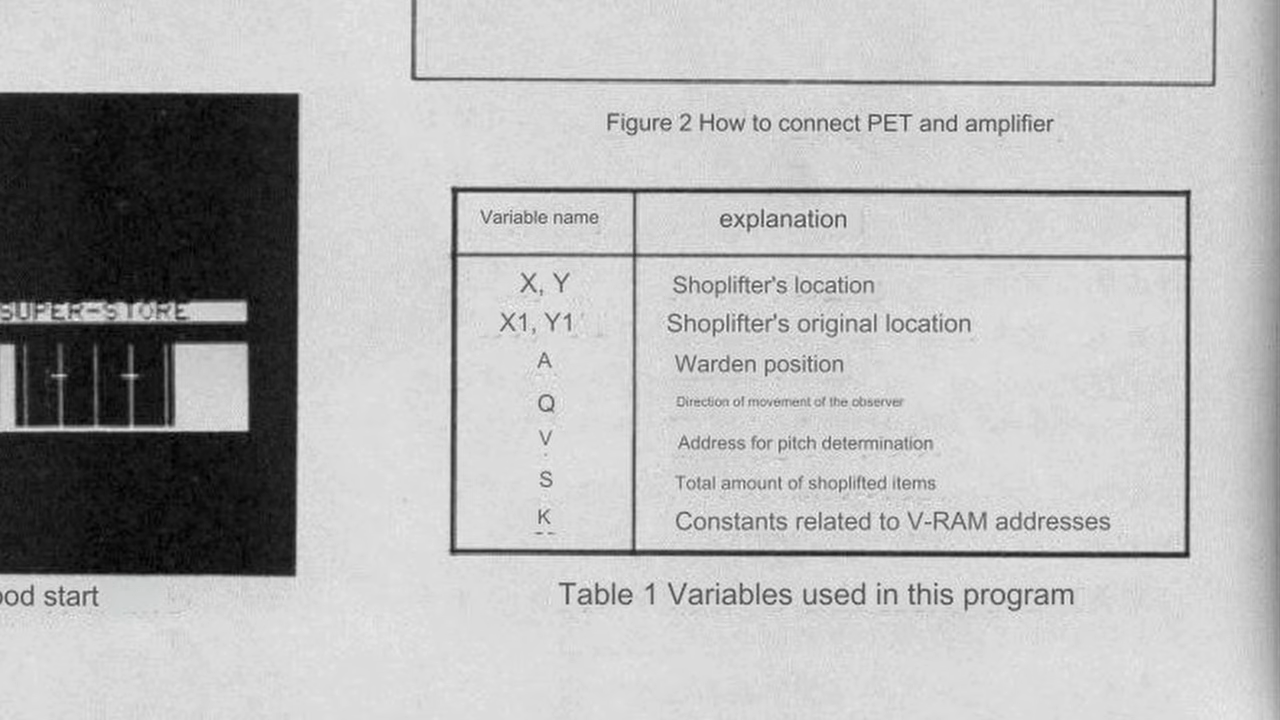 Figure 2 How to connect PET and amplifier
Variable name explanation
X, Y Shoplifter's location
X1, Y1 Shoplifter's original location
A Warden position
Q Direction of movement of the observer
V Address for pitch determination
S Total amount of shoplifted items
K Constants related to V-RAM addresses
Table 1 Variables used in this program
SUPER-STORE
ood start